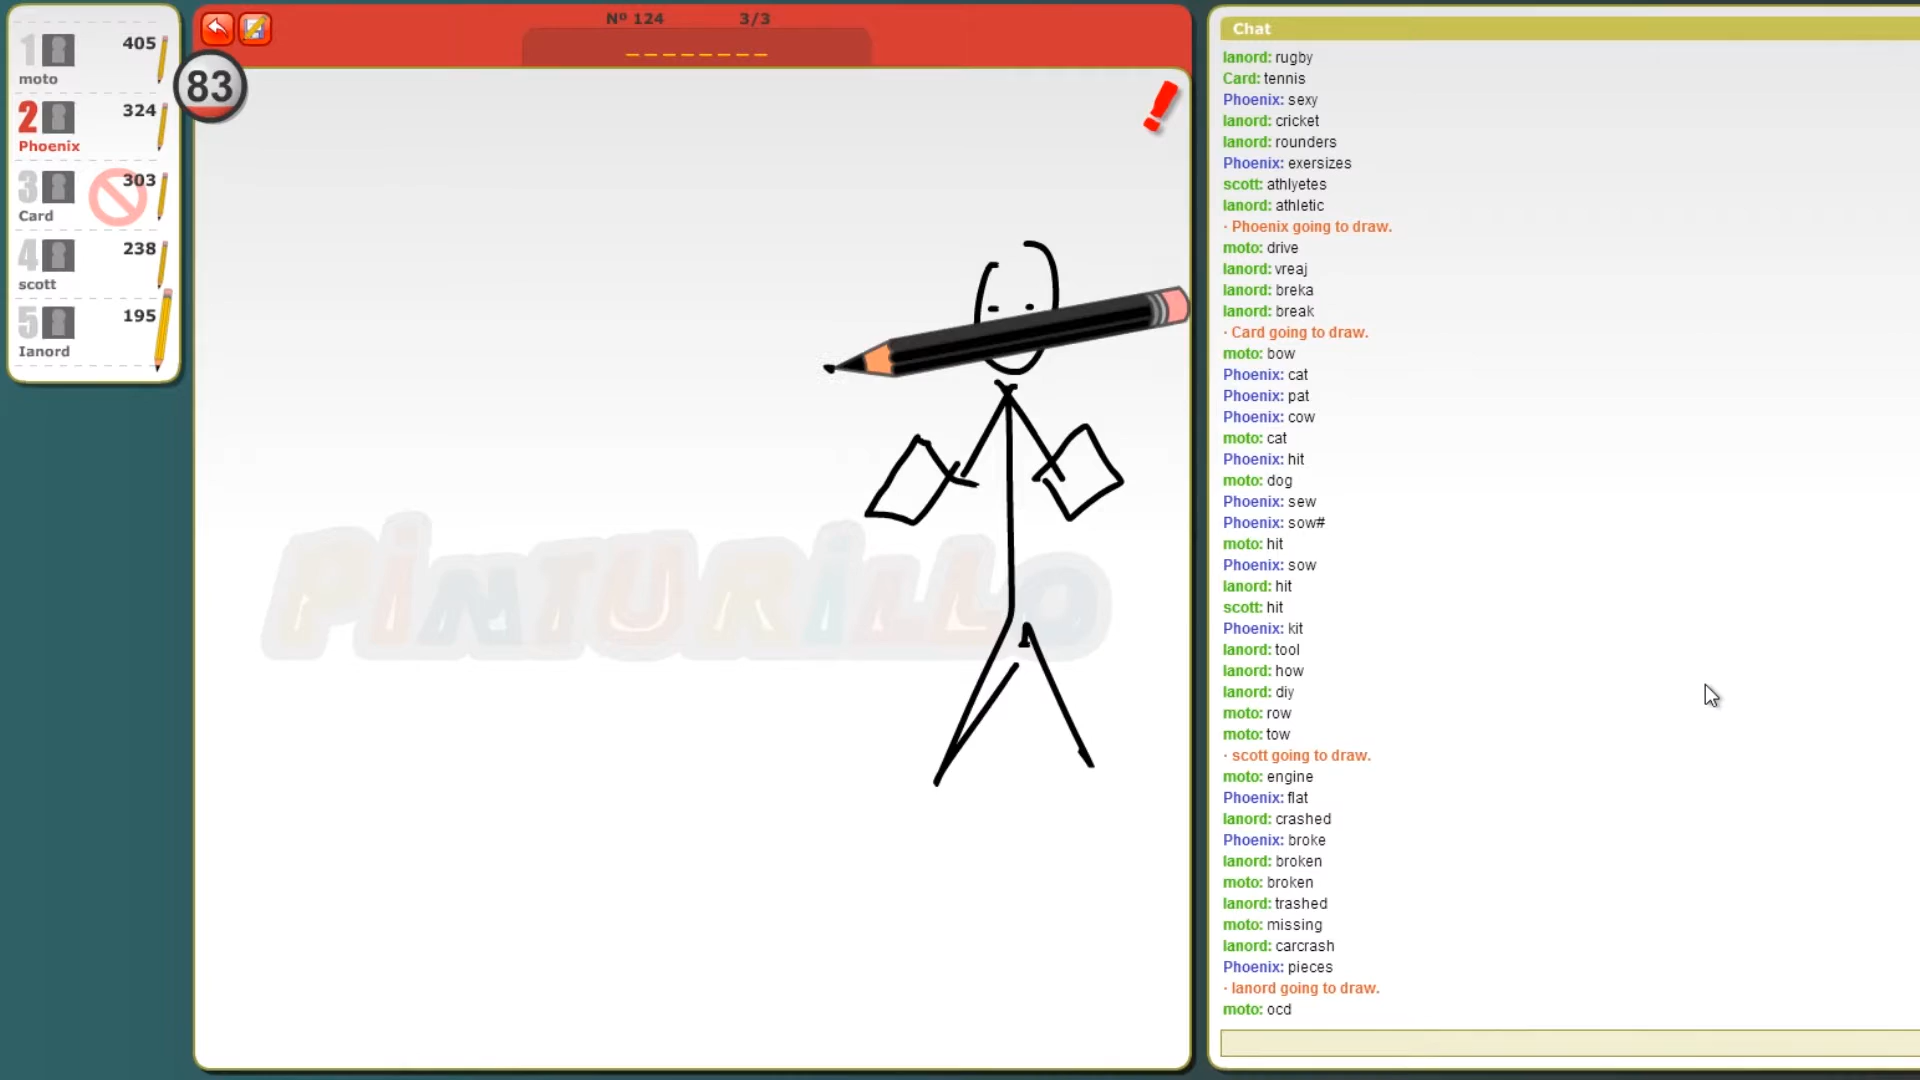 1 405
moto
2 324
Phoenix
3 303
Card
4 238
scott
5 195
Ianord
83
Nº 124 3/3
_ _ _ _ _ _ _ _
!
PINTURILLO
Chat
Ianord: rugby
Card: tennis
Phoenix: sexy
Ianord: cricket
Ianord: rounders
Phoenix: exersizes
scott: athlyetes
Ianord: athletic
· Phoenix going to draw.
moto: drive
Ianord: vreaj
Ianord: breka
Ianord: break
· Card going to draw.
moto: bow
Phoenix: cat
Phoenix: pat
Phoenix: cow
moto: cat
Phoenix: hit
moto: dog
Phoenix: sew
Phoenix: sow#
moto: hit
Phoenix: sow
Ianord: hit
scott: hit
Phoenix: kit
Ianord: tool
Ianord: how
Ianord: diy
moto: row
moto: tow
· scott going to draw.
moto: engine
Phoenix: flat
Ianord: crashed
Phoenix: broke
Ianord: broken
moto: broken
Ianord: trashed
moto: missing
Ianord: carcrash
Phoenix: pieces
· Ianord going to draw.
moto: ocd